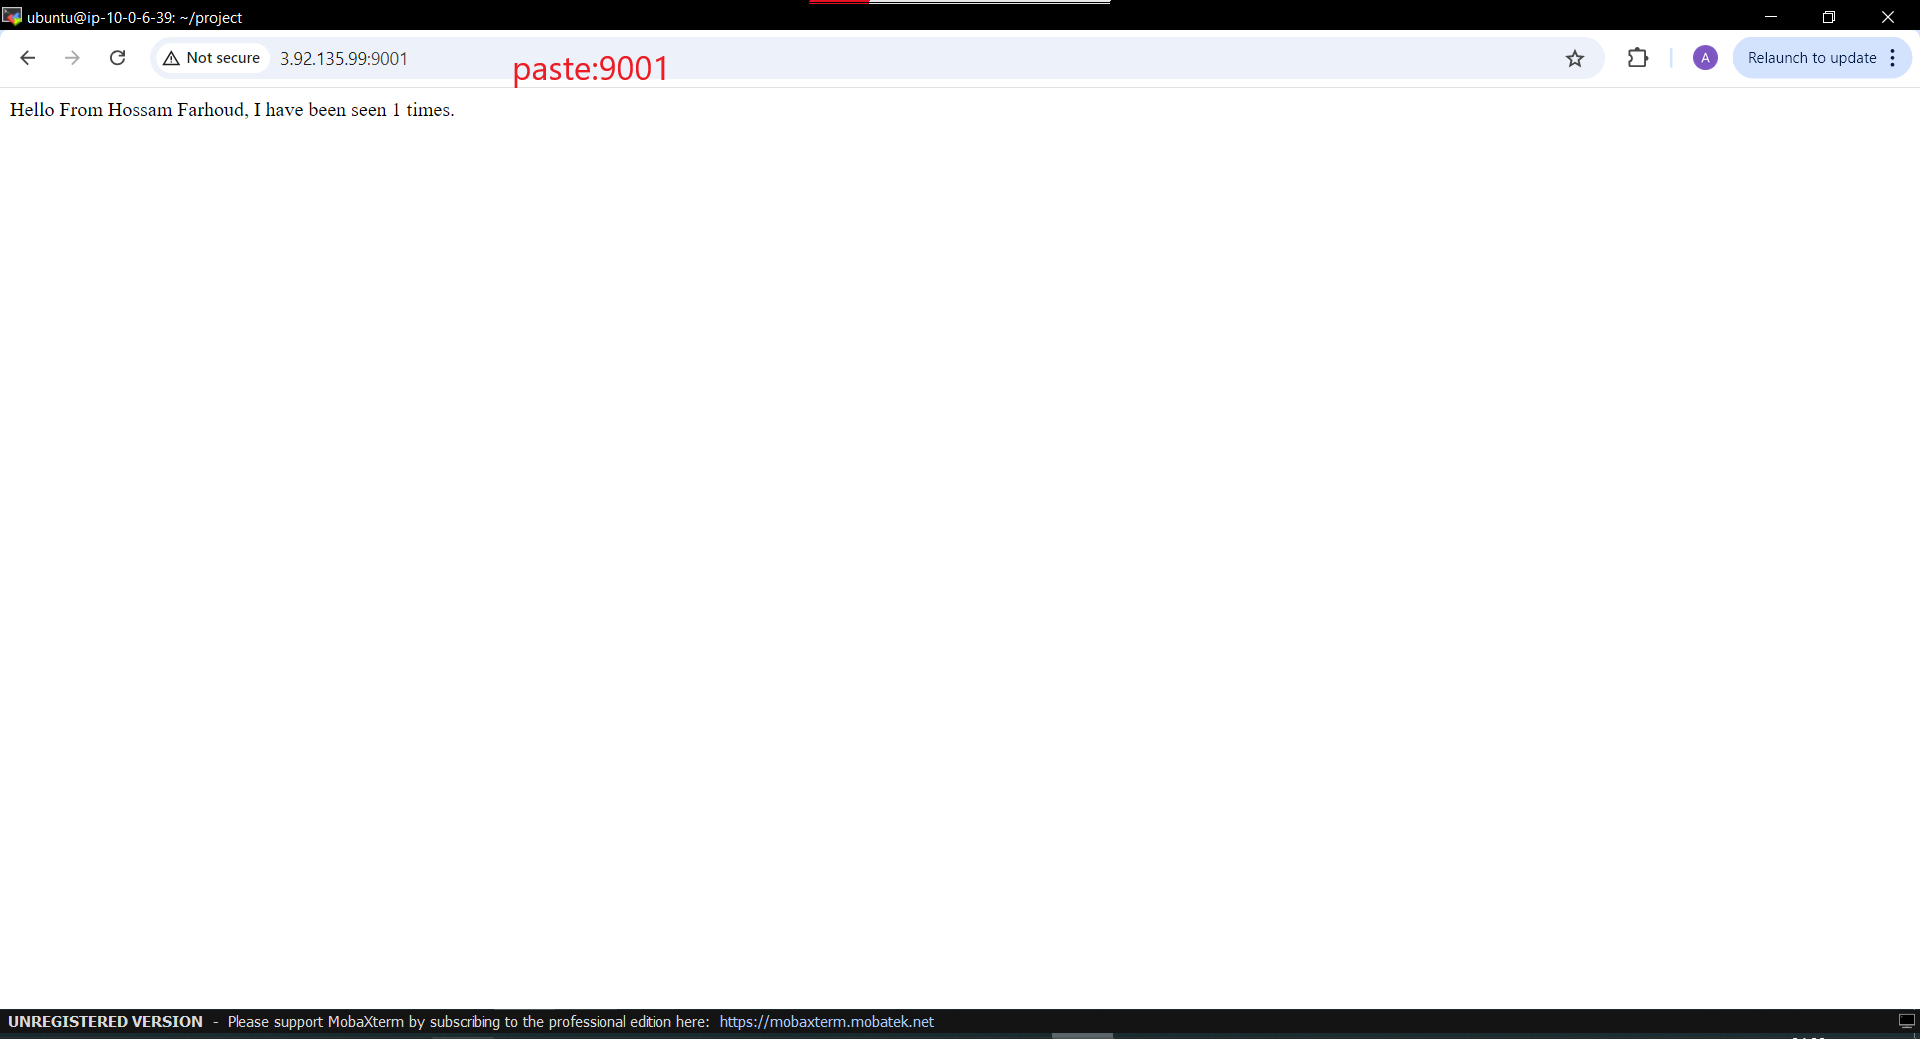 ubuntu@ip-10-0-6-39: ~/project
Not secure 3.92.135.99:9001 paste:9001 A Relaunch to update
Hello From Hossam Farhoud, I have been seen 1 times.
UNREGISTERED VERSION - Please support MobaXterm by subscribing to the professional edition here: https://mobaxterm.mobatek.net